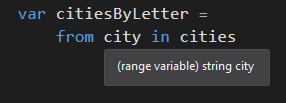 var citiesByLetter =
from city in cities
(range variable) string city